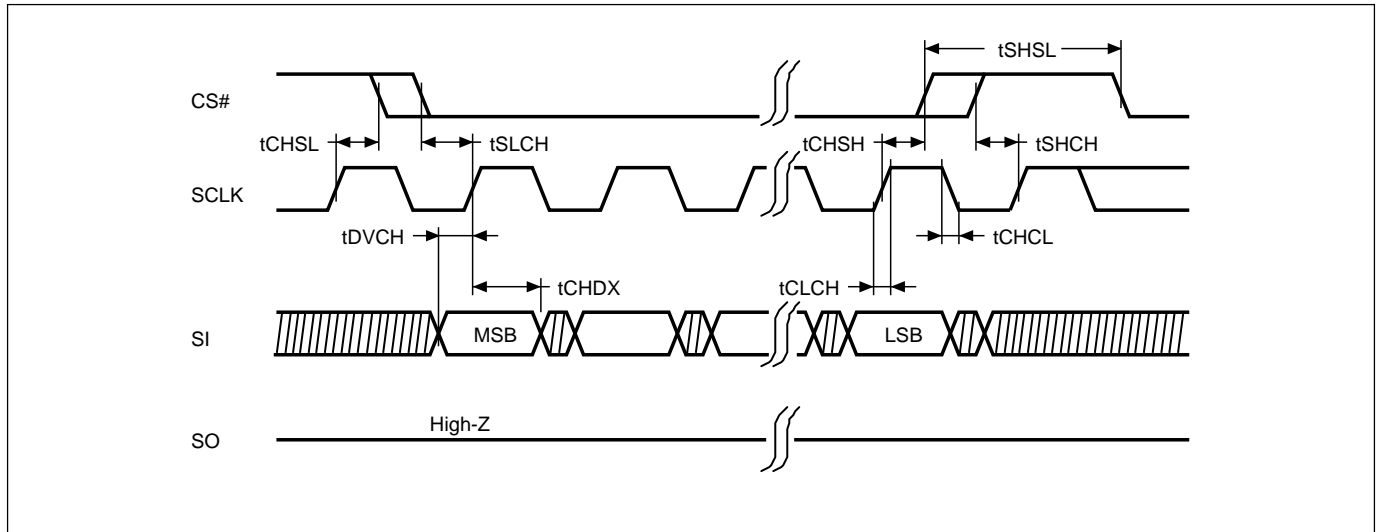 tSHSL
CS#
tCHSL
tSLCH
tCHSH
tSHCH
SCLK
tDVCH
tCHCL
tCHDX
tCLCH
SI
MSB
LSB
High-Z
SO